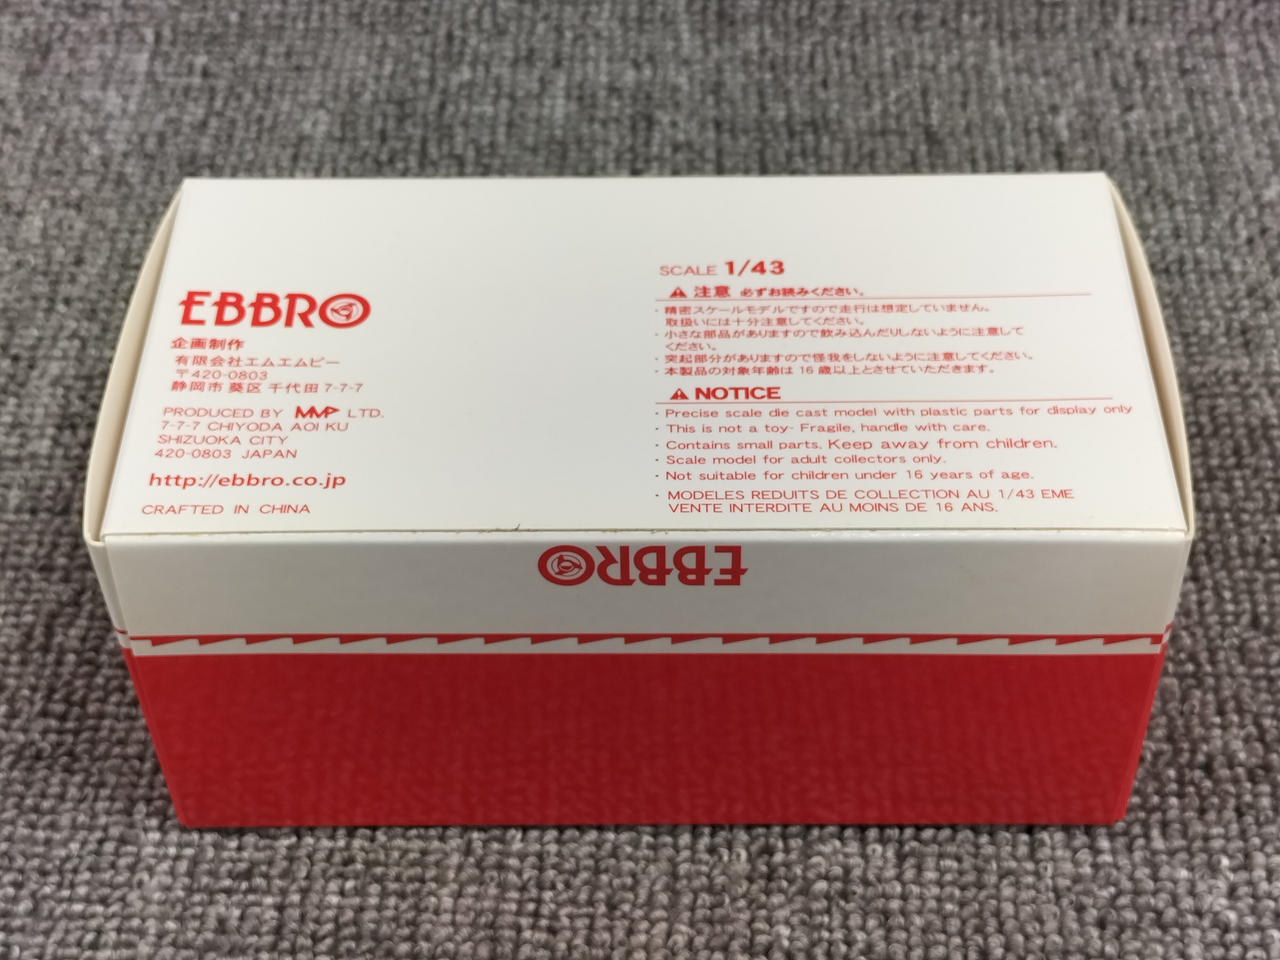 EBBRO
企画制作
有限会社エムエムピー
〒420-0803
静岡市 葵区 千代田 7-7-7
PRODUCED BY MMP LTD.
7-7-7 CHIYODA AOI KU
SHIZUOKA CITY
420-0803 JAPAN
http://ebbro.co.jp
CRAFTED IN CHINA
SCALE 1/43
注意 必ずお読みください。
・精密スケールモデルですので走行は想定していません。
取扱いには十分注意してください。
・小さな部品がありますので飲み込んだりしないように注意して
ください。
・突起部分がありますので怪我をしないように注意してください。
・本製品の対象年齢は 16 歳以上とさせていただきます。
NOTICE
· Precise scale die cast model with plastic parts for display only
· This is not a toy- Fragile, handle with care.
· Contains small parts. Keep away from children.
· Scale model for adult collectors only.
· Not suitable for children under 16 years of age.
· MODELES REDUITS DE COLLECTION AU 1/43 EME
VENTE INTERDITE AU MOINS DE 16 ANS.
EBBRO